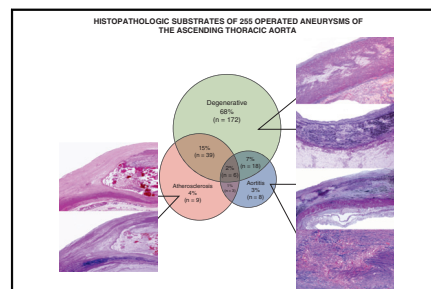 HISTOPATHOLOGIC SUBSTRATES OF 255 OPERATED ANEURYSMS OF
THE ASCENDING THORACIC AORTA
Degenerative
68%
(n = 172)
15%
(n = 39)
7%
(n = 18)
2%
(n = 6)
1%
Atherosclerosis
4%
(n = 9)
Aortitis
3%
(n = 8)